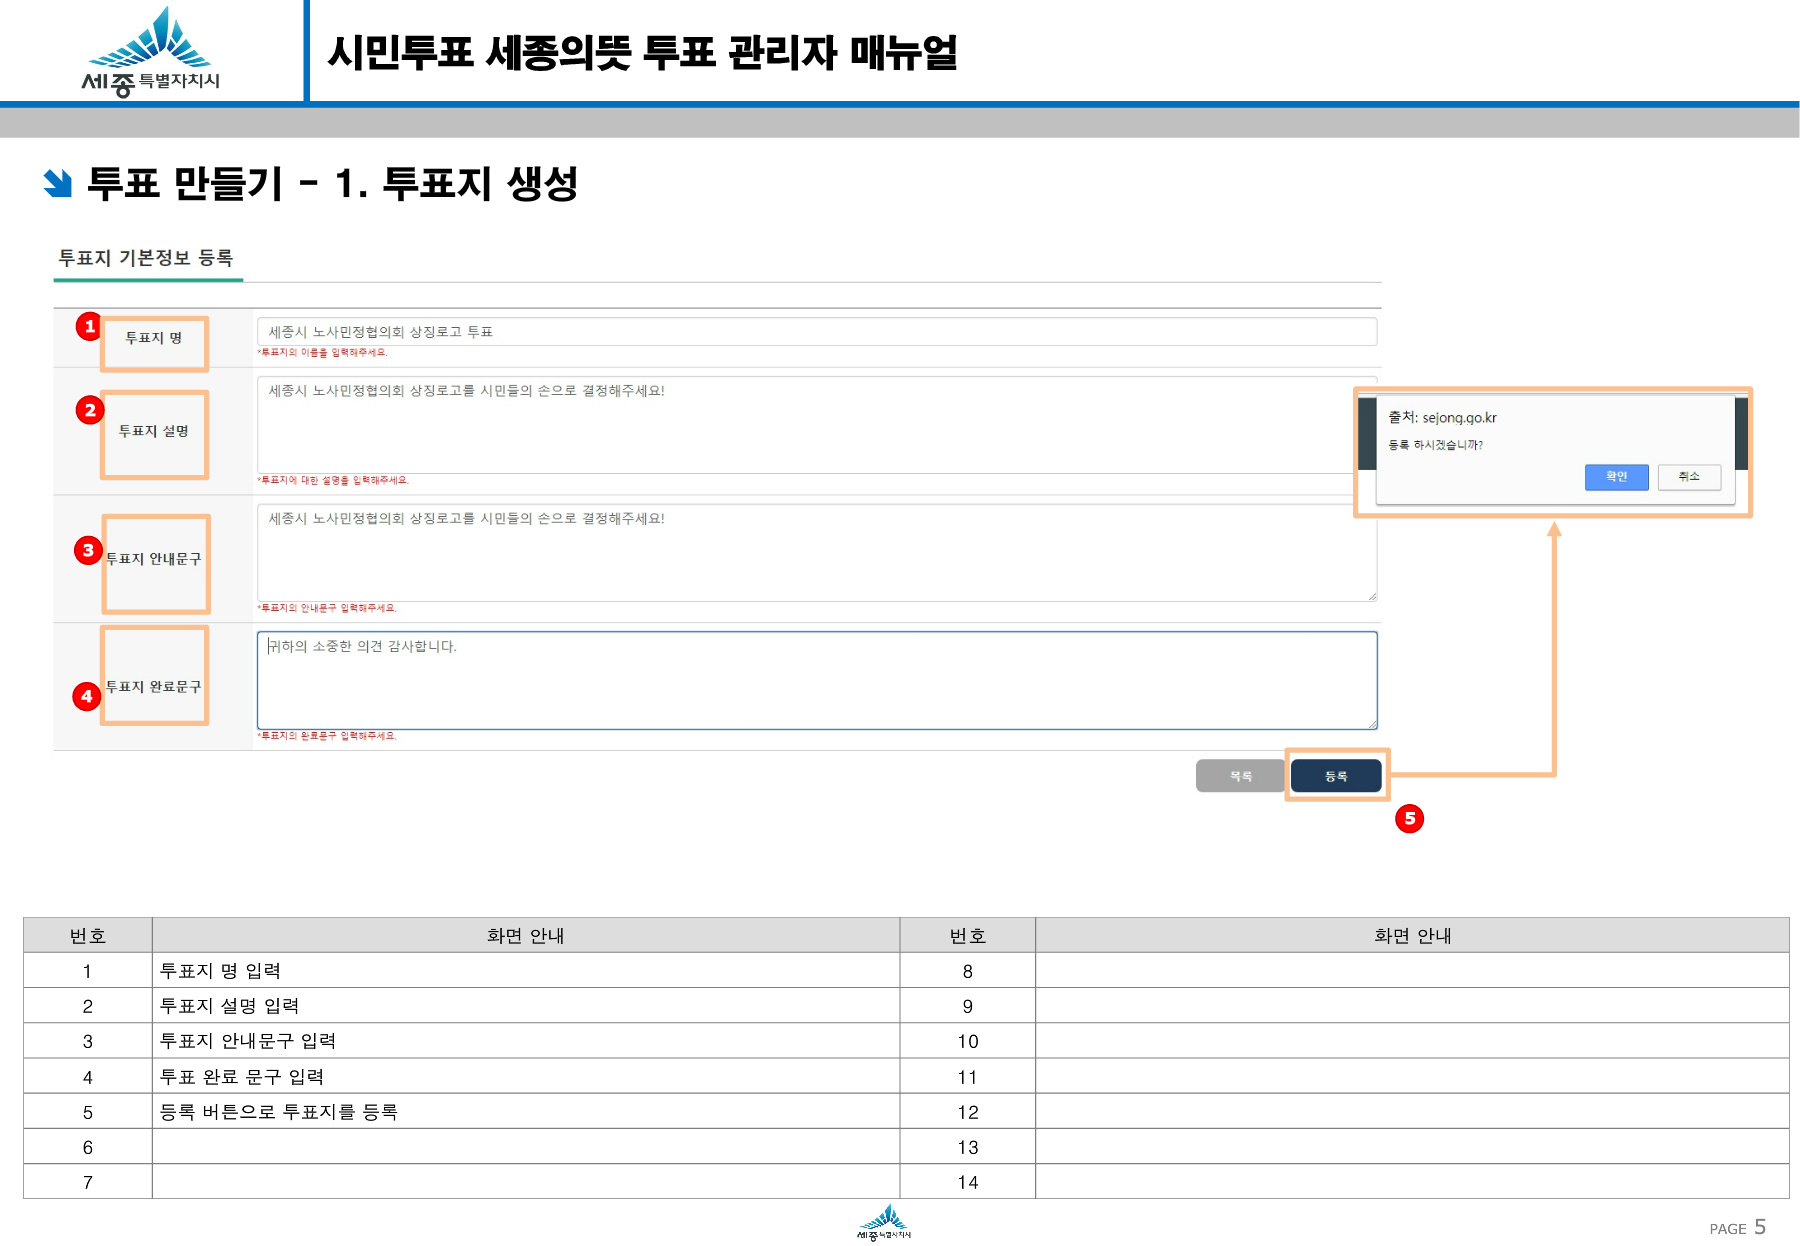 세종특별자치시
시민투표 세종의뜻 투표 관리자 매뉴얼
투표 만들기 - 1. 투표지 생성
투표지 기본정보 등록
1 투표지 명
세종시 노사민정협의회 상징로고 투표
*투표지의 이름을 입력해주세요.
2 투표지 설명
세종시 노사민정협의회 상징로고를 시민들의 손으로 결정해주세요!
*투표지에 대한 설명을 입력해주세요.
출처: sejong.go.kr
등록 하시겠습니까?
확인 취소
3 투표지 안내문구
세종시 노사민정협의회 상징로고를 시민들의 손으로 결정해주세요!
*투표지의 안내문구 입력해주세요.
4 투표지 완료문구
귀하의 소중한 의견 감사합니다.
*투표지의 완료문구 입력해주세요.
목록 등록
5
번호 화면 안내 번호 화면 안내
1 투표지 명 입력 8
2 투표지 설명 입력 9
3 투표지 안내문구 입력 10
4 투표 완료 문구 입력 11
5 등록 버튼으로 투표지를 등록 12
6 13
7 14
세종특별자치시
PAGE 5